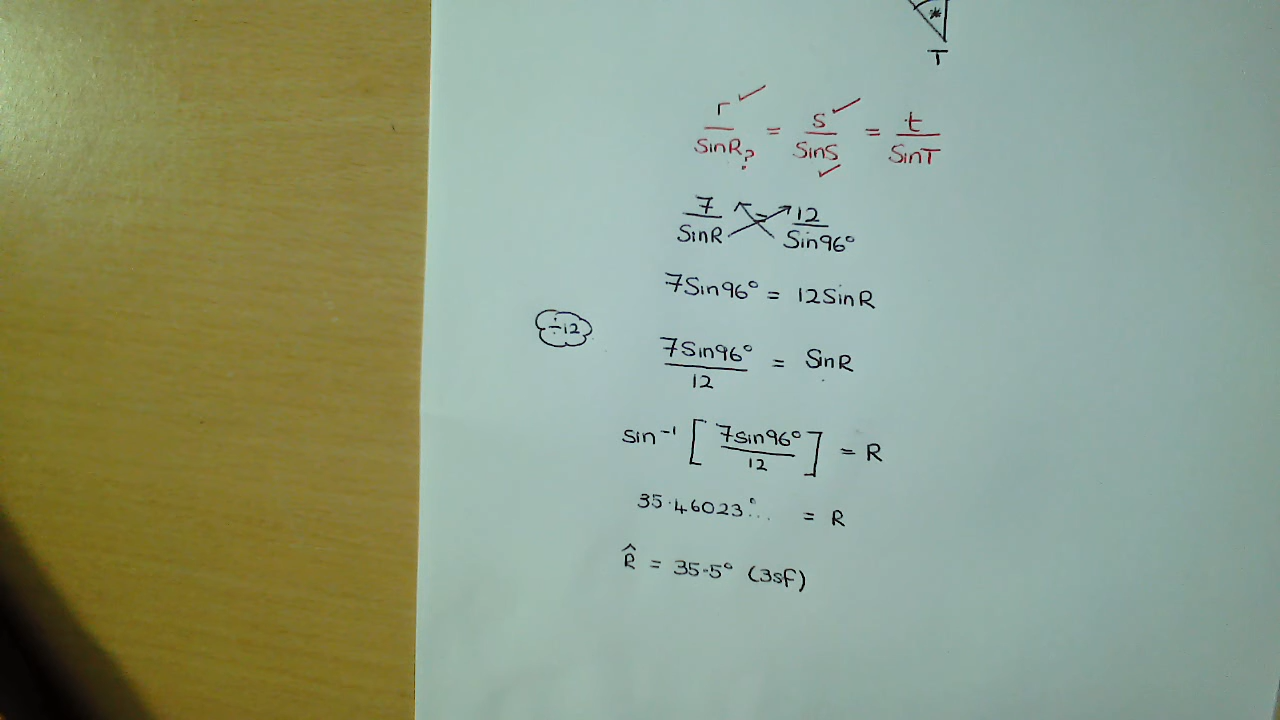 *
T
r/SinR? = s/SinS = t/SinT
7/SinR = 12/Sin96°
7Sin96° = 12SinR
÷12
7Sin96°/12 = SinR
sin⁻¹ [7sin96°/12] = R
35.46023°... = R
R̂ = 35.5° (3sf)